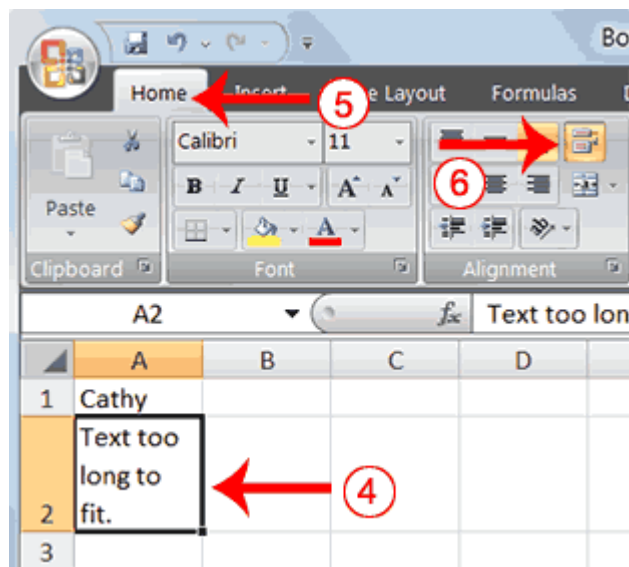 Bo
Home
Layout Formulas
5
Calibri 11
6
B I U A A
Paste
A
Clipboard Font Alignment
A2 fx Text too lon
A B C D
1 Cathy
Text too
long to
2 fit.
4
3